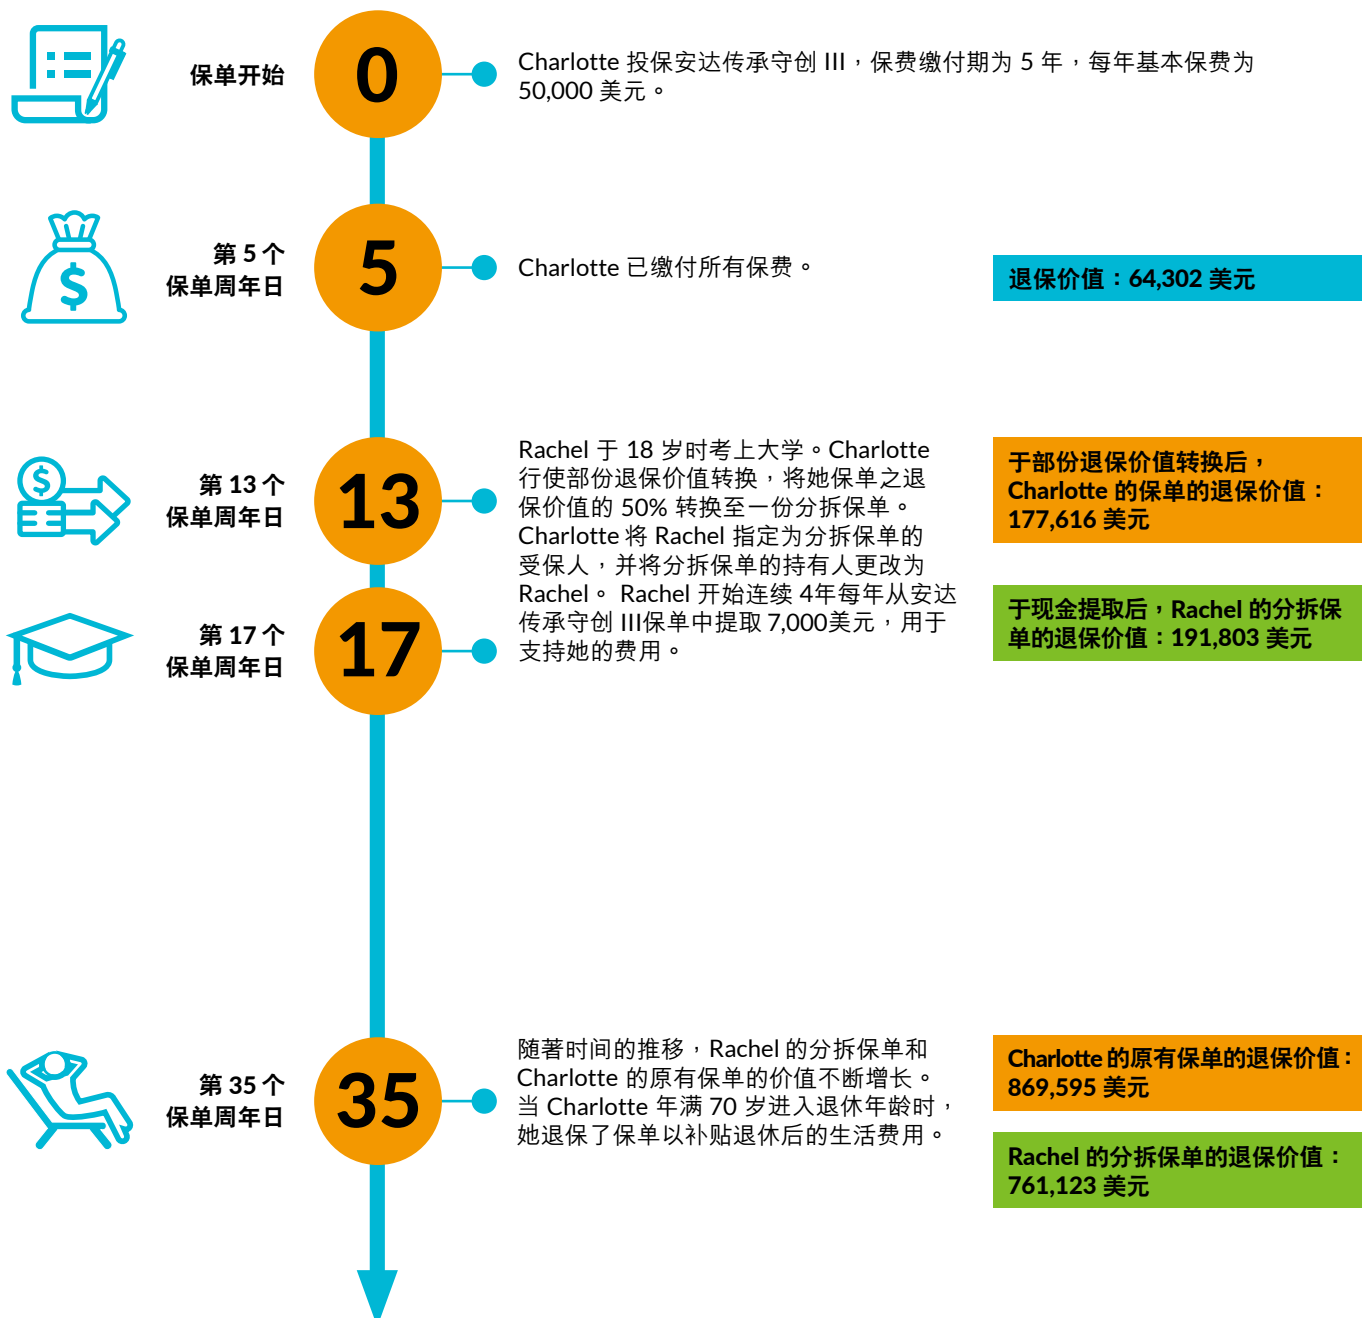 保单开始
0
Charlotte 投保安达传承守创 III，保费缴付期为 5 年，每年基本保费为
50,000 美元。
$
第 5 个
保单周年日
5
Charlotte 已缴付所有保费。
退保价值：64,302 美元
$
第 13 个
保单周年日
13
Rachel 于 18 岁时考上大学。Charlotte
行使部份退保价值转换，将她保单之退
保价值的 50% 转换至一份分拆保单。
Charlotte 将 Rachel 指定为分拆保单的
受保人，并将分拆保单的持有人更改为
Rachel。 Rachel 开始连续 4年每年从安达
传承守创 III保单中提取 7,000美元，用于
支持她的费用。
于部份退保价值转换后，
Charlotte 的保单的退保价值：
177,616 美元
第 17 个
保单周年日
17
于现金提取后，Rachel 的分拆保
单的退保价值：191,803 美元
第 35 个
保单周年日
35
随著时间的推移，Rachel 的分拆保单和
Charlotte 的原有保单的价值不断增长。
当 Charlotte 年满 70 岁进入退休年龄时，
她退保了保单以补贴退休后的生活费用。
Charlotte 的原有保单的退保价值：
869,595 美元
Rachel 的分拆保单的退保价值：
761,123 美元